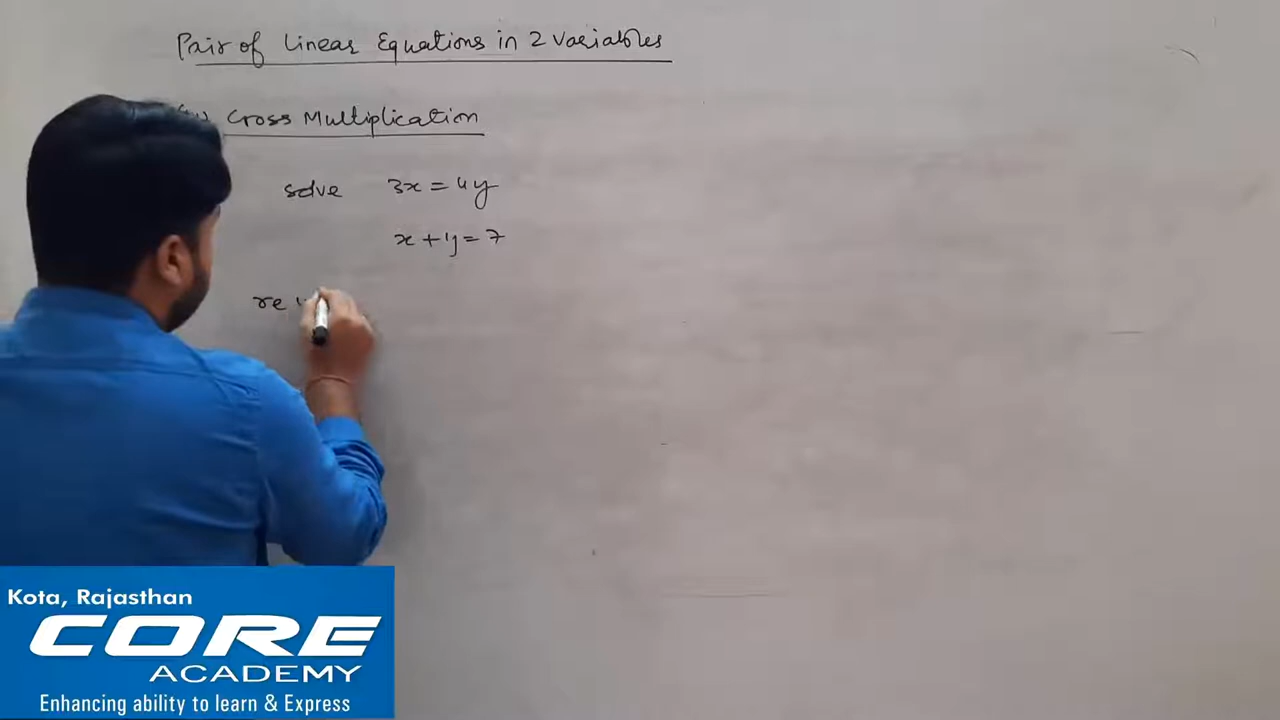 Pair of Linear Equations in 2 Variables
Cross Multiplication
solve 3x = 4y
x + y = 7
re
Kota, Rajasthan
CORE
ACADEMY
Enhancing ability to learn & Express